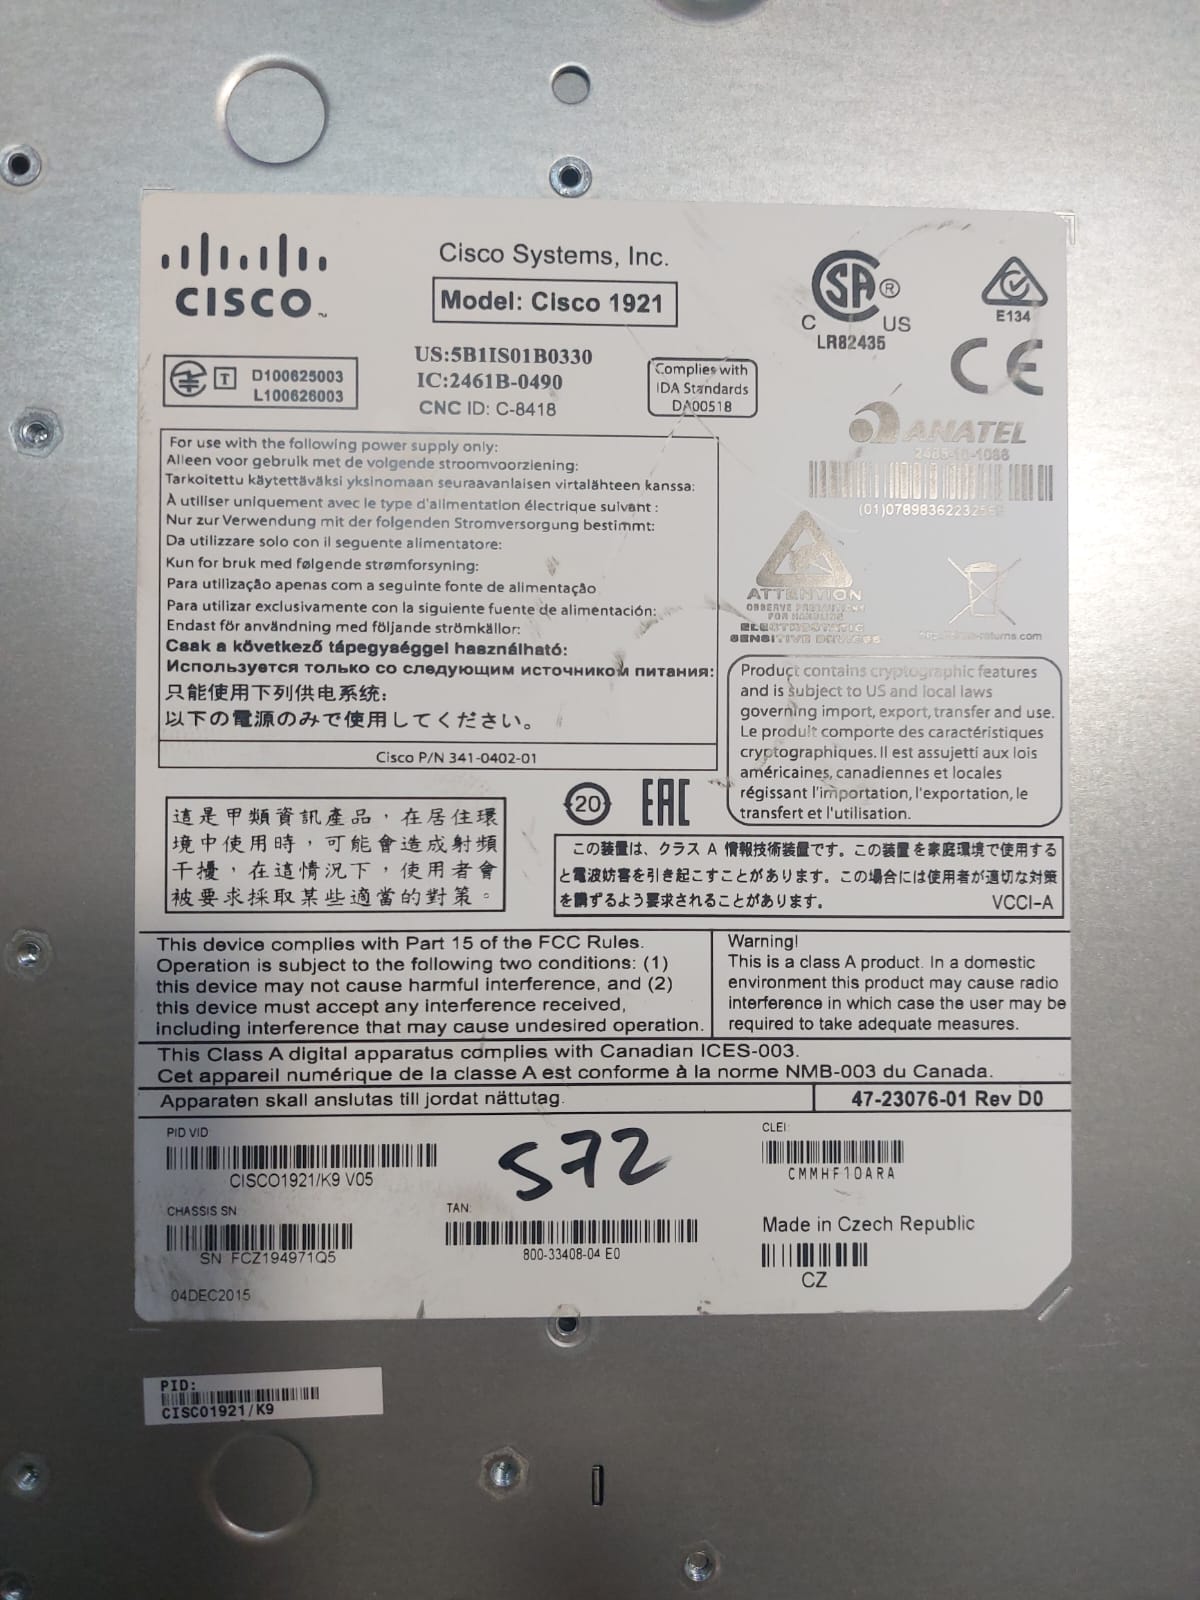 CISCO
Cisco Systems, Inc.
Model: Cisco 1921
C US
LR82435
E134
D100625003
L100626003
US:5B1IS01B0330
IC:2461B-0490
CNC ID: C-8418
Complies with
IDA Standards
DA00518
ANATEL
(01)0789836223256
For use with the following power supply only:
Alleen voor gebruik met de volgende stroomvoorziening:
Tarkoitettu käytettäväksi yksinomaan seuraavanlaisen virtalähteen kanssa:
À utiliser uniquement avec le type d'alimentation électrique suivant :
Nur zur Verwendung mit der folgenden Stromversorgung bestimmt:
Da utilizzare solo con il seguente alimentatore:
Kun for bruk med følgende strømforsyning:
Para utilização apenas com a seguinte fonte de alimentação
Para utilizar exclusivamente con la siguiente fuente de alimentación:
Endast för användning med följande strömkällor:
Csak a következő tápegységgel használható:
Используется только со следующим источником питания:
只能使用下列供电系统:
以下の電源のみで使用してください。
Cisco P/N 341-0402-01
ATTENTION
OBSERVE PRECAUTIONS
FOR HANDLING
ELECTROSTATIC
SENSITIVE DEVICES
Product contains cryptographic features
and is subject to US and local laws
governing import, export, transfer and use.
Le produit comporte des caractéristiques
cryptographiques. Il est assujetti aux lois
américaines, canadiennes et locales
régissant l'importation, l'exportation, le
transfert et l'utilisation.
20
EAC
這是甲類資訊產品，在居住環
境中使用時，可能會造成射頻
干擾，在這情況下，使用者會
被要求採取某些適當的對策。
この装置は、クラス A 情報技術装置です。この装置を家庭環境で使用する
と電波妨害を引き起こすことがあります。この場合には使用者が適切な対策
を講ずるよう要求されることがあります。 VCCI-A
This device complies with Part 15 of the FCC Rules.
Operation is subject to the following two conditions: (1)
this device may not cause harmful interference, and (2)
this device must accept any interference received,
including interference that may cause undesired operation.
Warning!
This is a class A product. In a domestic
environment this product may cause radio
interference in which case the user may be
required to take adequate measures.
This Class A digital apparatus complies with Canadian ICES-003.
Cet appareil numérique de la classe A est conforme à la norme NMB-003 du Canada.
Apparaten skall anslutas till jordat nättutag.
47-23076-01 Rev D0
PID VID
CISCO1921/K9 V05
572
CLEI:
CMMHF10ARA
CHASSIS SN
SN FCZ194971Q5
TAN:
800-33408-04 E0
Made in Czech Republic
CZ
04DEC2015
PID:
CISCO1921/K9